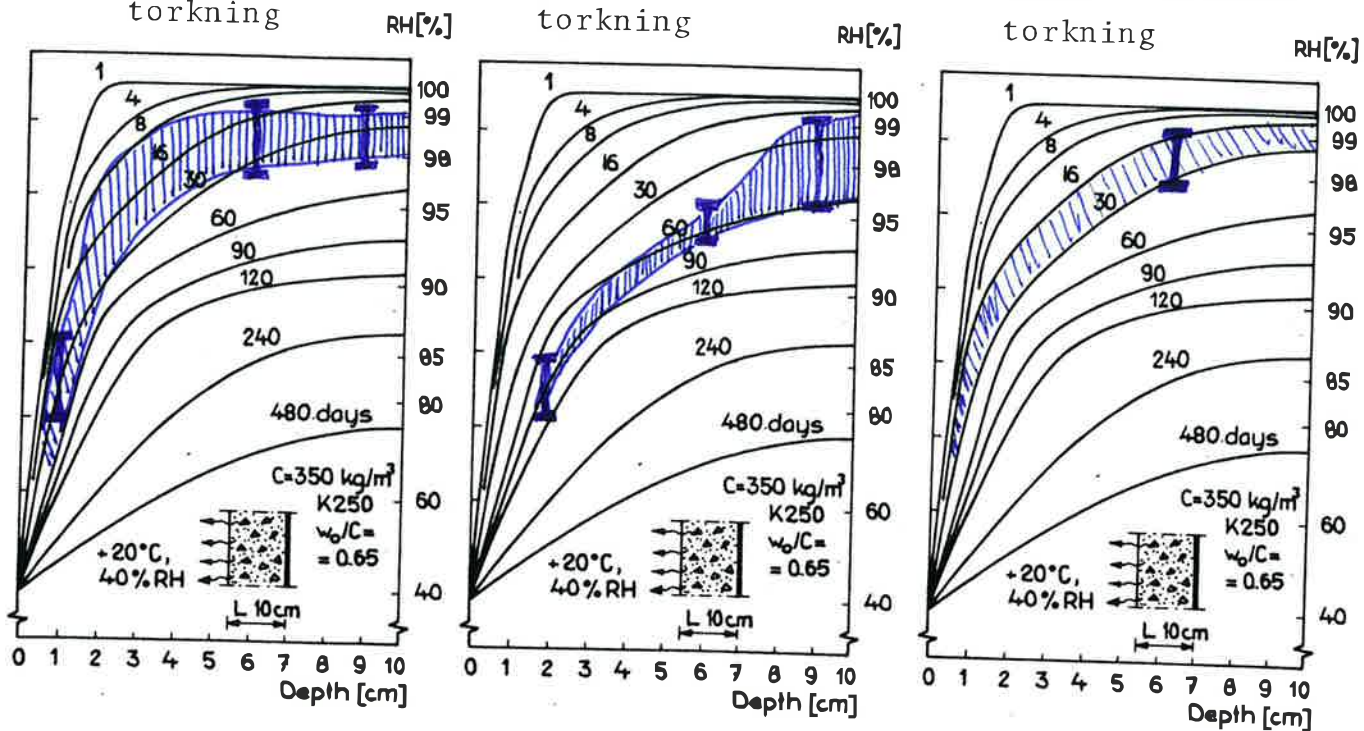 torkning
RH[%]
1
4
8
16
30
60
90
120
240
480 days
100
99
98
95
90
85
80
60
40
C=350 kg/m³
K250
w₀/C=
= 0.65
+20°C,
40% RH
L 10cm
0 1 2 3 4 5 6 7 8 9 10
Depth [cm]
torkning
RH[%]
1
4
8
16
30
60
90
120
240
480 days
100
99
98
95
90
85
80
60
40
C=350 kg/m³
K250
w₀/C=
= 0.65
+20°C,
40% RH
L 10cm
0 1 2 3 4 5 6 7 8 9 10
Depth [cm]
torkning
RH[%]
1
4
8
16
30
60
90
120
240
480 days
100
99
98
95
90
85
80
60
40
C=350 kg/m³
K250
w₀/C=
= 0.65
+20°C,
40% RH
L 10cm
0 1 2 3 4 5 6 7 8 9 10
Depth [cm]